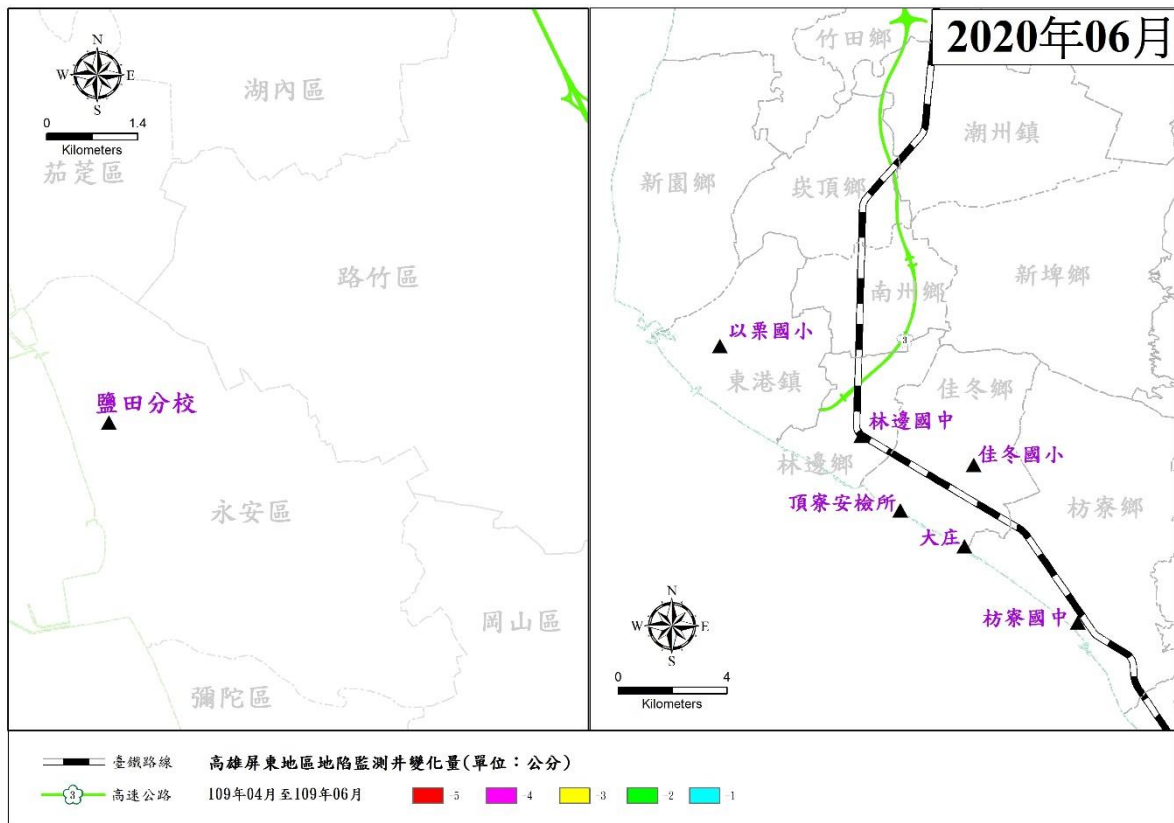 2020年06月
N
W
E
S
0
1.4
Kilometers
湖內區
茄萣區
路竹區
鹽田分校
永安區
岡山區
彌陀區
竹田鄉
潮州鎮
新園鄉
崁頂鄉
新埤鄉
南州鄉
以栗國小
3
東港鎮
佳冬鄉
林邊國中
林邊鄉
佳冬國小
頂寮安檢所
枋寮鄉
大庄
枋寮國中
N
W
E
S
0
4
Kilometers
臺鐵路線
高雄屏東地區地陷監測井變化量(單位：公分)
3
高速公路
109年04月至109年06月
-5
-4
-3
-2
-1